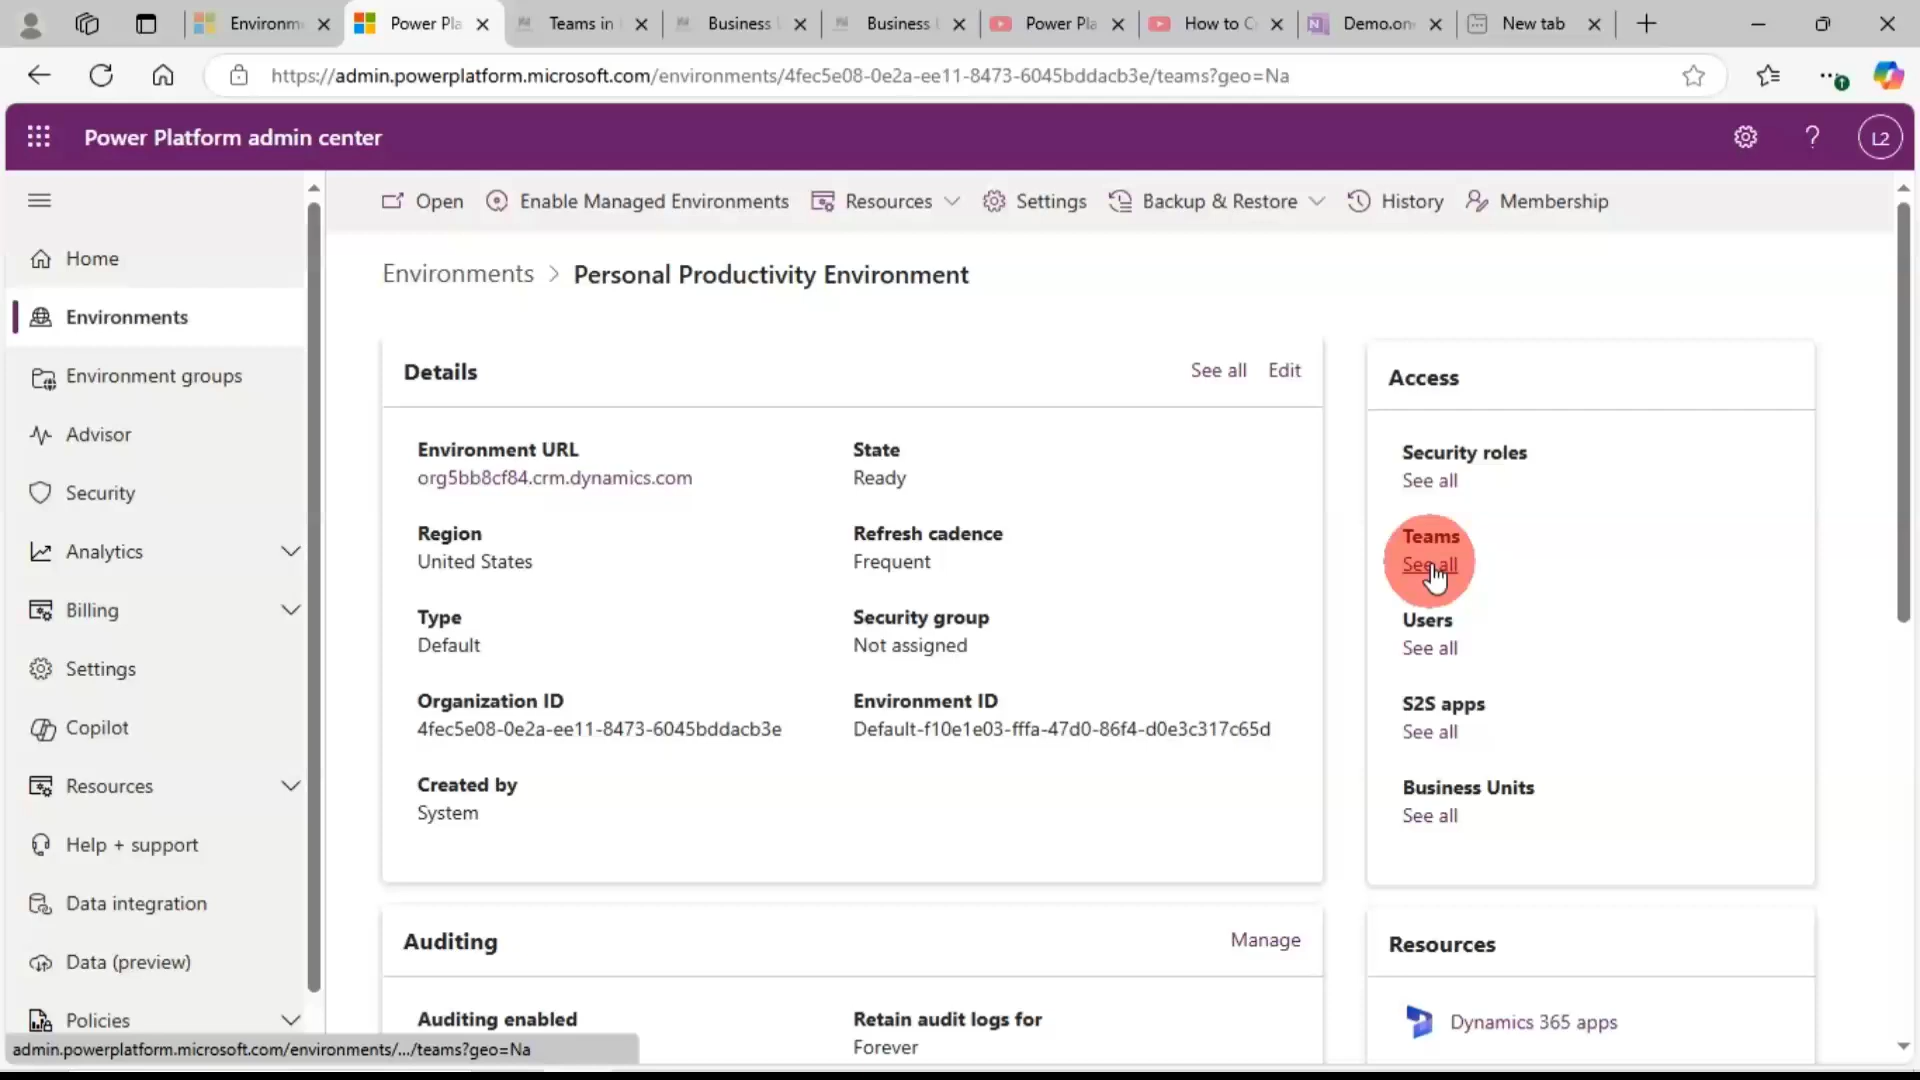 Environm
Power Pla
Teams in
Business
Business
Power Pla
How to C
Demo.on
New tab
https://admin.powerplatform.microsoft.com/environments/4fec5e08-0e2a-ee11-8473-6045bddacb3e/teams?geo=Na
Power Platform admin center
L2
Open
Enable Managed Environments
Resources
Settings
Backup & Restore
History
Membership
Home
Environments
Environment groups
Advisor
Security
Analytics
Billing
Settings
Copilot
Resources
Help + support
Data integration
Data (preview)
Policies
Environments > Personal Productivity Environment
Details
See all
Edit
Environment URL
org5bb8cf84.crm.dynamics.com
State
Ready
Region
United States
Refresh cadence
Frequent
Type
Default
Security group
Not assigned
Organization ID
4fec5e08-0e2a-ee11-8473-6045bddacb3e
Environment ID
Default-f10e1e03-fffa-47d0-86f4-d0e3c317c65d
Created by
System
Access
Security roles
See all
Teams
See all
Users
See all
S2S apps
See all
Business Units
See all
Auditing
Manage
Auditing enabled
Retain audit logs for
Forever
Resources
Dynamics 365 apps
admin.powerplatform.microsoft.com/environments/.../teams?geo=Na